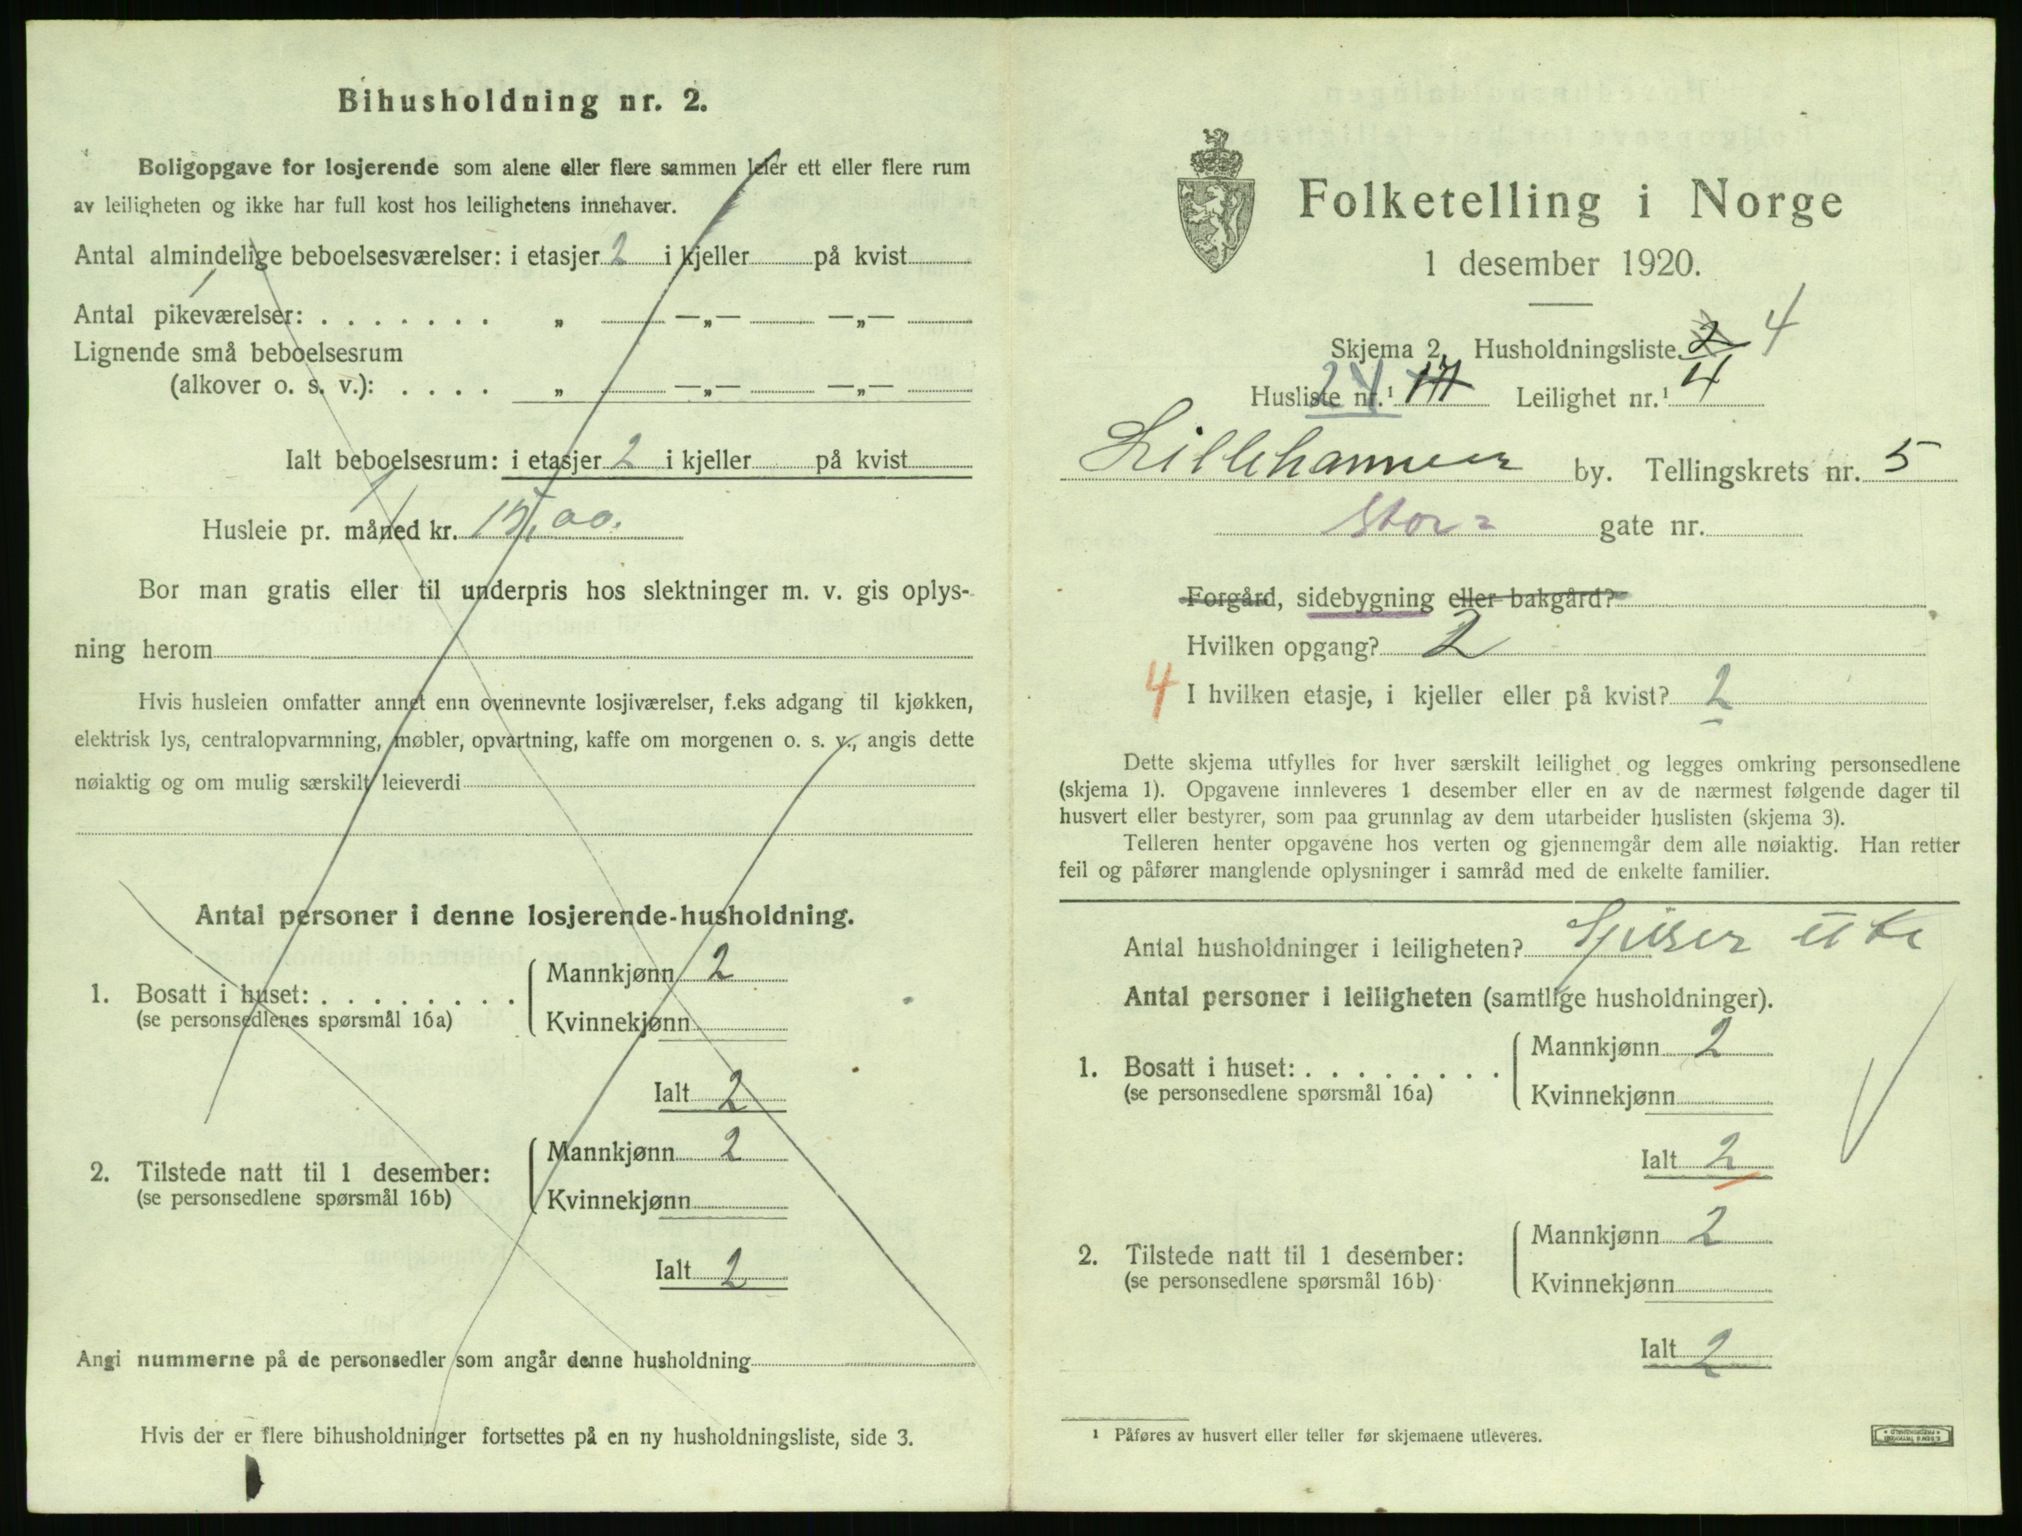 Bihusholdning nr. 2.
Boligopgave for losjerende som alene eller flere sammen leier ett eller flere rum
av leiligheten og ikke har full kost hos leilighetens innehaver.
Antal almindelige beboelsesværelser: i etasjer 2 i kjeller på kvist
Antal pikeværelser: . . . . . . . „ —„— —„—
Lignende små beboelsesrum
(alkover o. s. v.): . . . . „ —„— —„—
Ialt beboelsesrum: i etasjer 2 i kjeller på kvist
Husleie pr. måned kr. 15,00.
Bor man gratis eller til underpris hos slektninger m. v. gis oplys-
ning herom
Hvis husleien omfatter annet enn ovennevnte losjiværelser, f.eks adgang til kjøkken,
elektrisk lys, centralopvarmning, møbler, opvartning, kaffe om morgenen o. s. v., angis dette
nøiaktig og om mulig særskilt leieverdi
Antal personer i denne losjerende-husholdning.
Mannkjønn 2
1. Bosatt i huset: . . . . . . . .
(se personsedlenes spørsmål 16a)
Kvinnekjønn
Ialt 2
Mannkjønn 2
2. Tilstede natt til 1 desember:
(se personsedlene spørsmål 16b)
Kvinnekjønn
Ialt 2
Angi nummerne på de personsedler som angår denne husholdning
Hvis der er flere bihusholdninger fortsettes på en ny husholdningsliste, side 3.
Folketelling i Norge
1 desember 1920.
Skjema 2. Husholdningsliste 2 4
Husliste nr.¹ 24 17 Leilighet nr.¹ 4
Lillehammer by. Tellingskrets nr. 5
Stor= gate nr.
Forgård, sidebygning eller bakgård?
Hvilken opgang? 2
4 I hvilken etasje, i kjeller eller på kvist? 2
Dette skjema utfylles for hver særskilt leilighet og legges omkring personsedlene
(skjema 1). Opgavene innleveres 1 desember eller en av de nærmest følgende dager til
husvert eller bestyrer, som paa grunnlag av dem utarbeider huslisten (skjema 3).
Telleren henter opgavene hos verten og gjennemgår dem alle nøiaktig. Han retter
feil og påfører manglende oplysninger i samråd med de enkelte familier.
Antal husholdninger i leiligheten? Spiser ute
Antal personer i leiligheten (samtlige husholdninger).
Mannkjønn 2
1. Bosatt i huset: . . . . . . . .
(se personsedlene spørsmål 16a)
Kvinnekjønn
Ialt 2
Mannkjønn 2
2. Tilstede natt til 1 desember:
(se personsedlene spørsmål 16b)
Kvinnekjønn
Ialt 2
¹ Påføres av husvert eller teller før skjemaene utleveres.